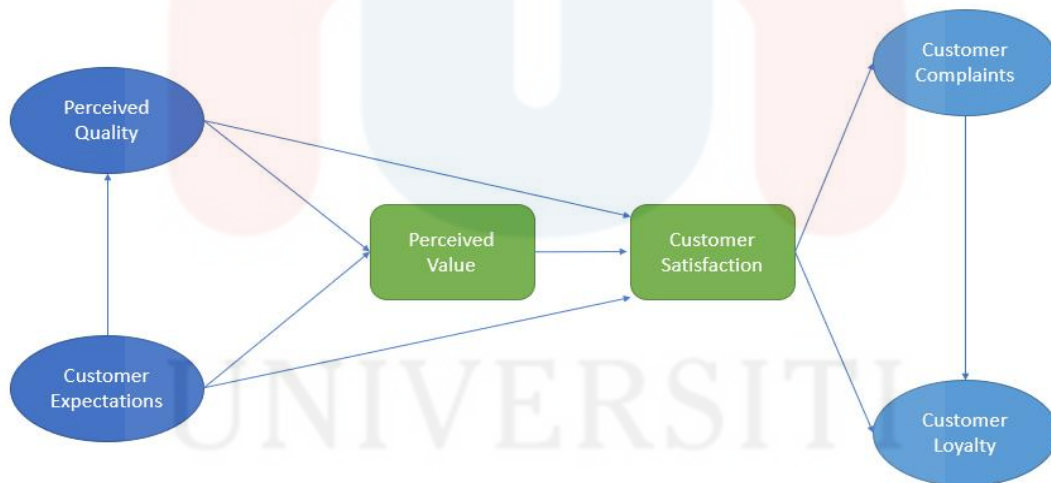 Customer
Complaints
Perceived
Quality
Perceived
Value
Customer
Satisfaction
Customer
Expectations
Customer
Loyalty
UNIVERSITI